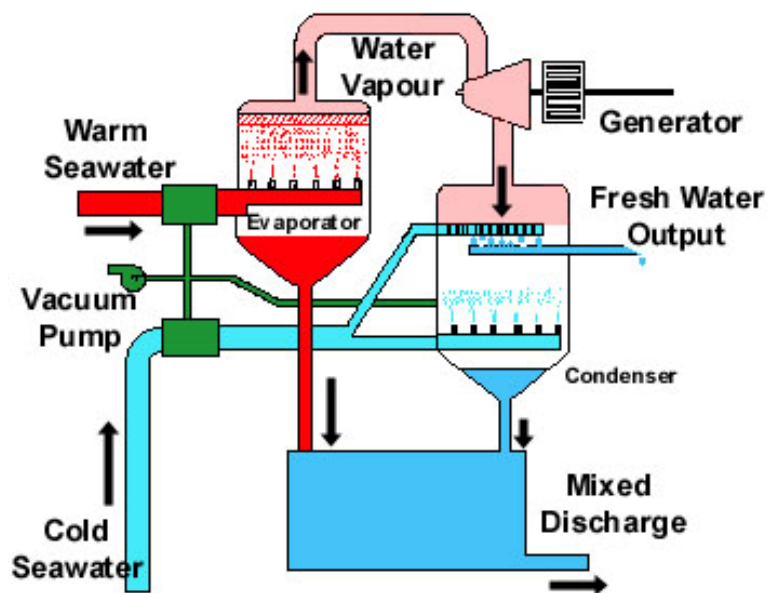 Water
Vapour
Generator
Warm
Seawater
Evaporator
Fresh Water
Output
Vacuum
Pump
Condenser
Cold
Seawater
Mixed
Discharge